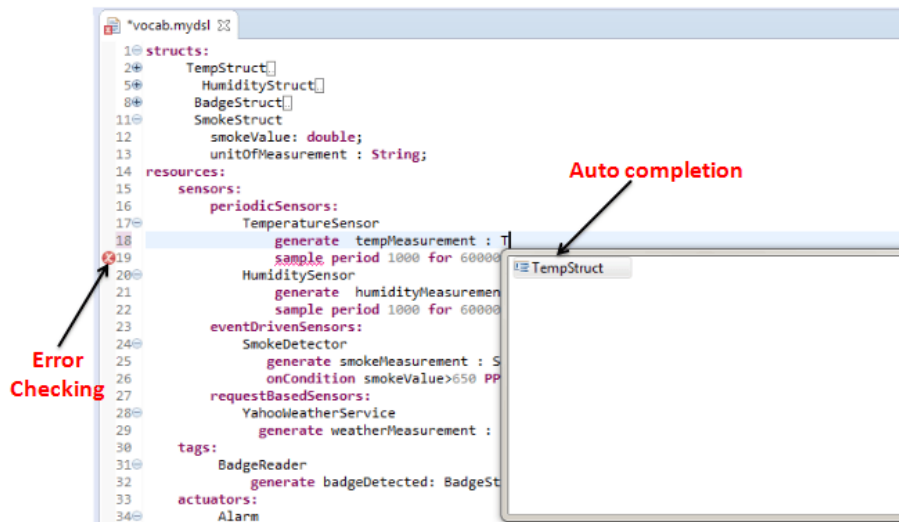 *vocab.mydsl
1 structs:
2 TempStruct
5 HumidityStruct
8 BadgeStruct
11 SmokeStruct
12 smokeValue: double;
13 unitOfMeasurement : String;
14 resources:
15 sensors:
16 periodicSensors:
17 TemperatureSensor
18 generate tempMeasurement : T
19 sample period 1000 for 60000
20 HumiditySensor
21 generate humidityMeasuremen
22 sample period 1000 for 60000
23 eventDrivenSensors:
24 SmokeDetector
25 generate smokeMeasurement : S
26 onCondition smokeValue>650 PP
27 requestBasedSensors:
28 YahooWeatherService
29 generate weatherMeasurement :
30 tags:
31 BadgeReader
32 generate badgeDetected: BadgeSt
33 actuators:
34 Alarm
Auto completion
TempStruct
Error
Checking